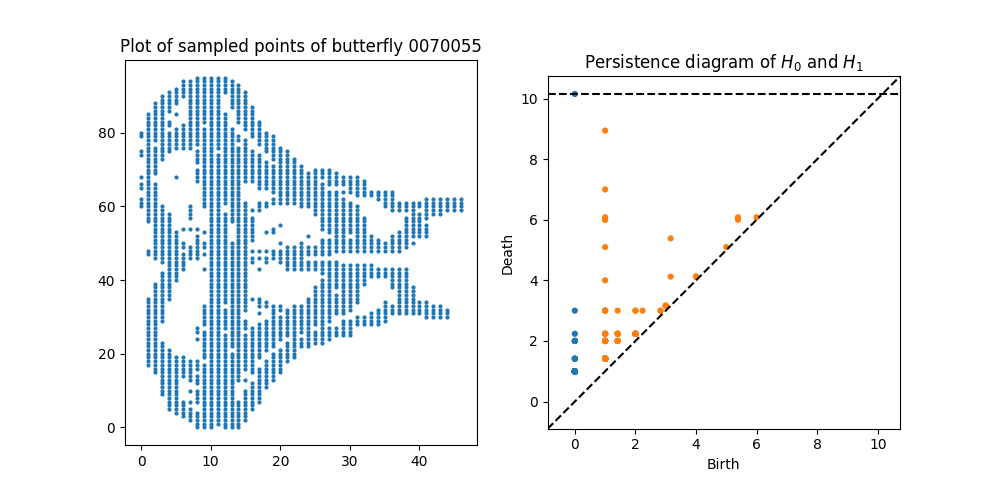 Plot of sampled points of butterfly 0070055
80
60
40
20
0
0 10 20 30 40
Persistence diagram of H₀ and H₁
10
8
6
4
2
0
Death
0 2 4 6 8 10
Birth